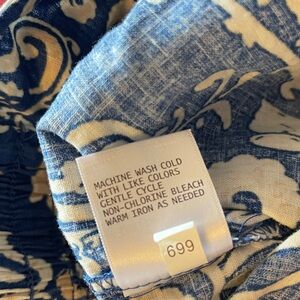 MACHINE WASH COLD
WITH LIKE COLORS
GENTLE CYCLE
NON-CHLORINE BLEACH
WARM IRON AS NEEDED
699